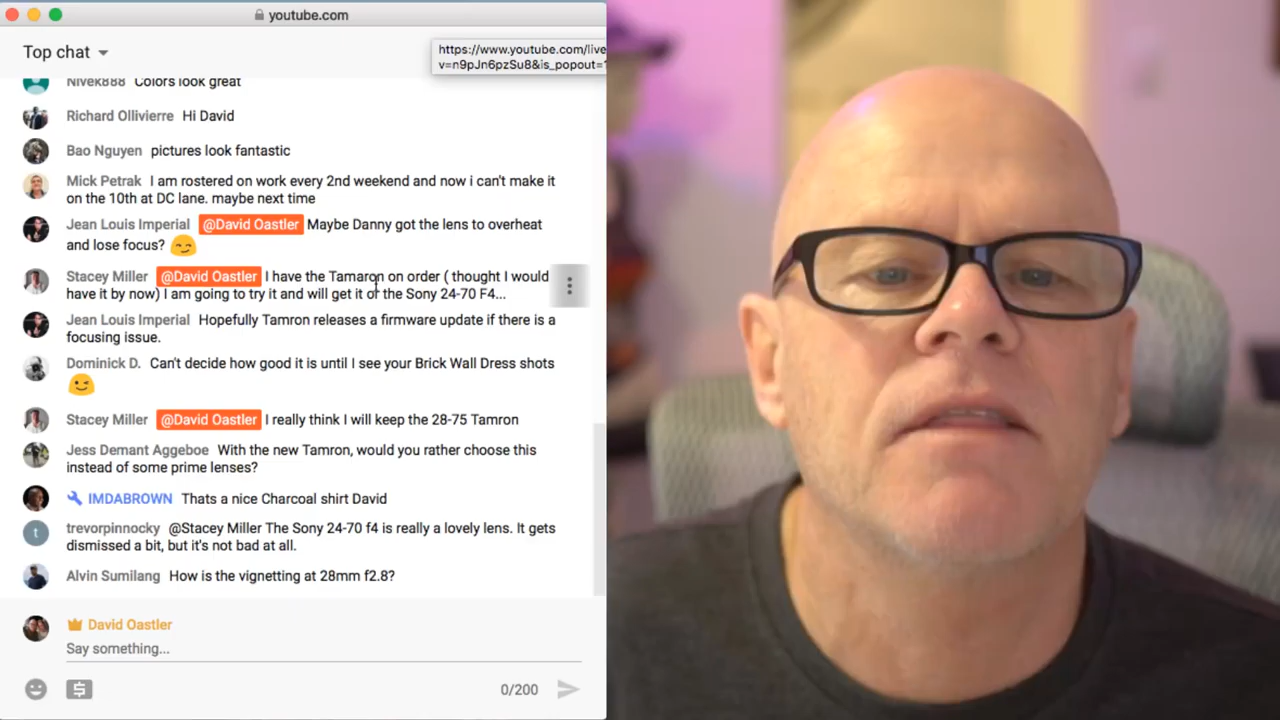 youtube.com
Top chat
https://www.youtube.com/live
v=n9pJn6pzSu8&is_popout=
Nivek888 Colors look great
Richard Ollivierre Hi David
Bao Nguyen pictures look fantastic
Mick Petrak I am rostered on work every 2nd weekend and now i can't make it
on the 10th at DC lane. maybe next time
Jean Louis Imperial @David Oastler Maybe Danny got the lens to overheat
and lose focus? 😏
Stacey Miller @David Oastler I have the Tamaron on order ( thought I would
have it by now) I am going to try it and will get it of the Sony 24-70 F4...
Jean Louis Imperial Hopefully Tamron releases a firmware update if there is a
focusing issue.
Dominick D. Can't decide how good it is until I see your Brick Wall Dress shots
😉
Stacey Miller @David Oastler I really think I will keep the 28-75 Tamron
Jess Demant Aggeboe With the new Tamron, would you rather choose this
instead of some prime lenses?
IMDABROWN Thats a nice Charcoal shirt David
t trevorpinnocky @Stacey Miller The Sony 24-70 f4 is really a lovely lens. It gets
dismissed a bit, but it's not bad at all.
Alvin Sumilang How is the vignetting at 28mm f2.8?
David Oastler
Say something...
$ 0/200